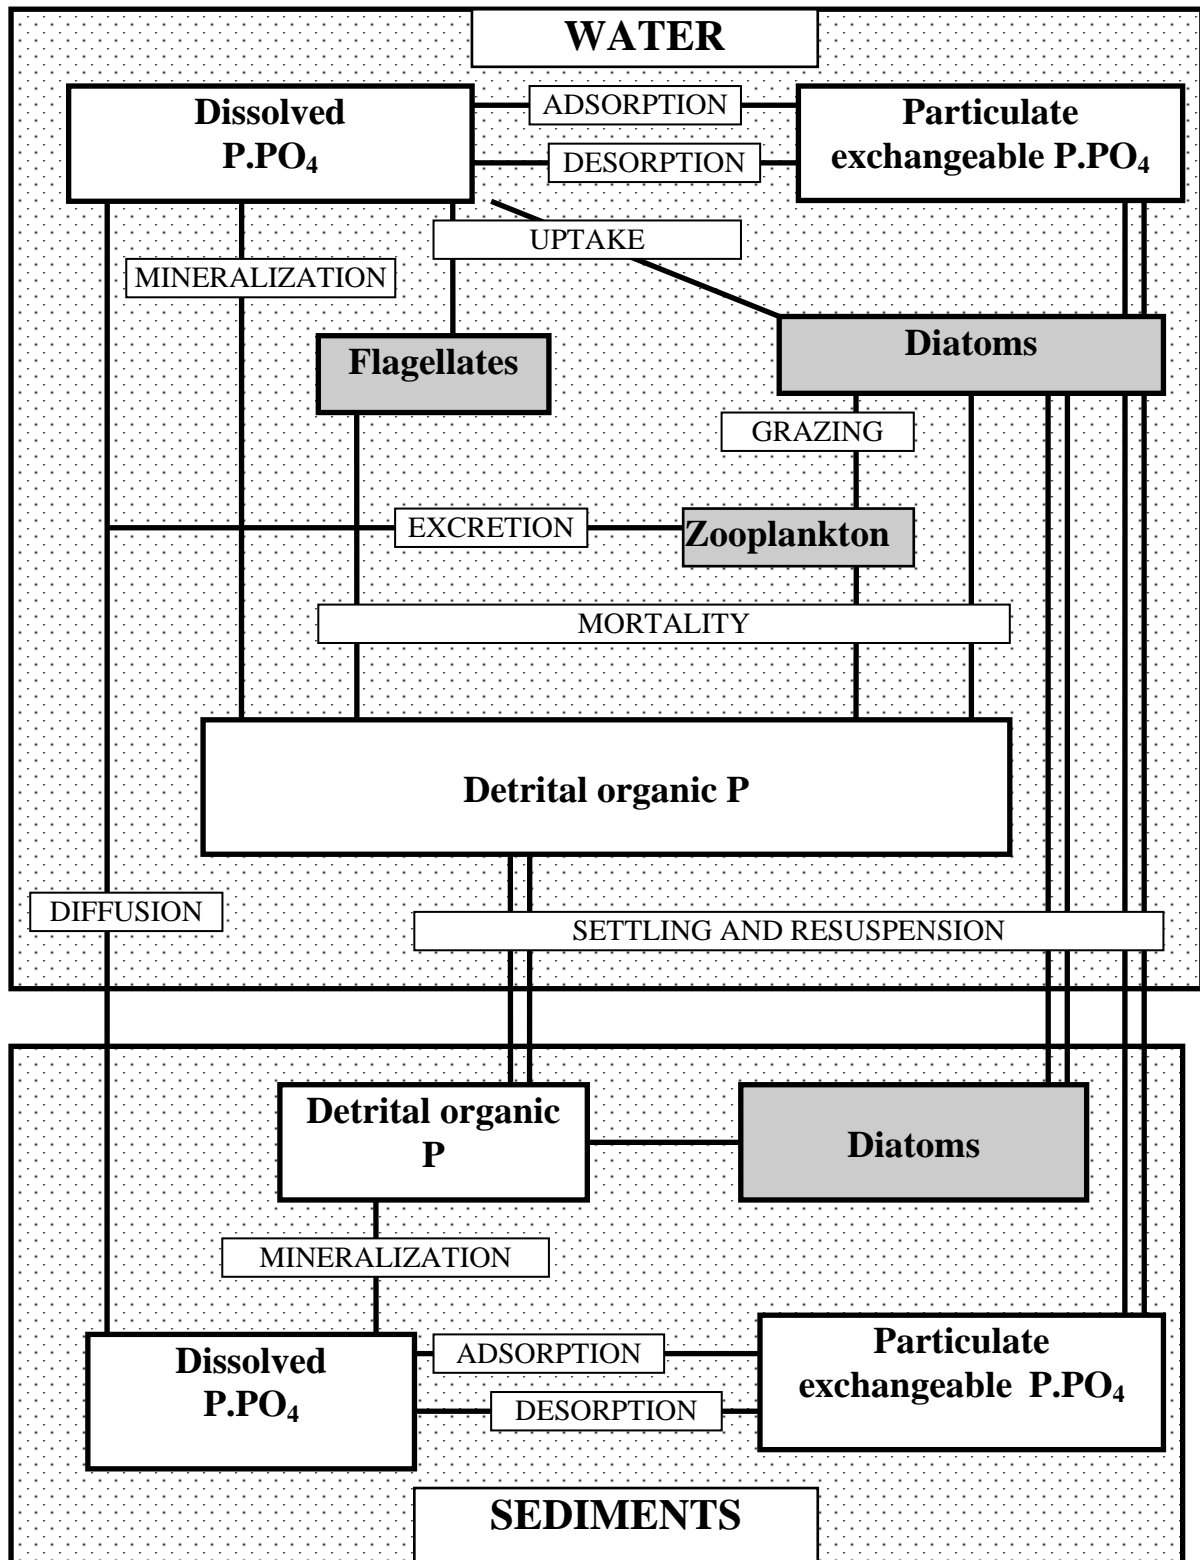 WATER
Dissolved
P.PO₄
ADSORPTION
DESORPTION
Particulate
exchangeable P.PO₄
UPTAKE
MINERALIZATION
Flagellates
Diatoms
GRAZING
EXCRETION
Zooplankton
MORTALITY
Detrital organic P
DIFFUSION
SETTLING AND RESUSPENSION
Detrital organic
P
Diatoms
MINERALIZATION
Dissolved
P.PO₄
ADSORPTION
DESORPTION
Particulate
exchangeable P.PO₄
SEDIMENTS